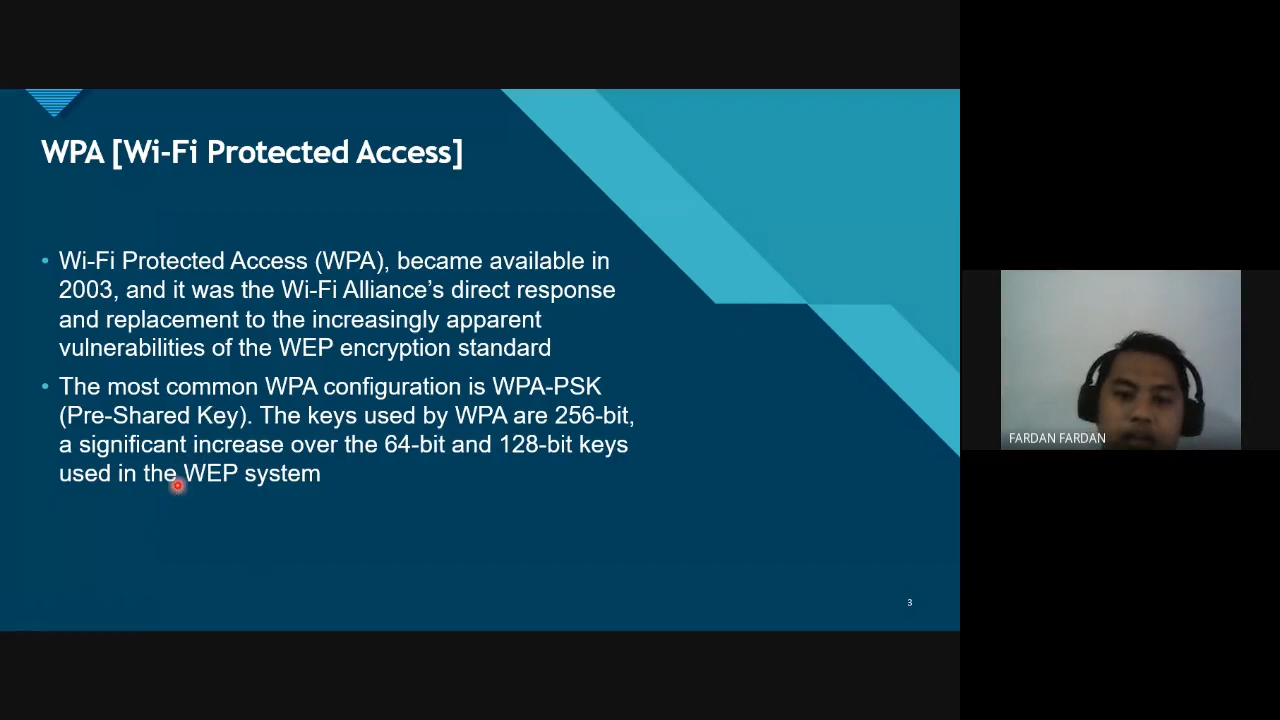 WPA [Wi-Fi Protected Access]
• Wi-Fi Protected Access (WPA), became available in
2003, and it was the Wi-Fi Alliance’s direct response
and replacement to the increasingly apparent
vulnerabilities of the WEP encryption standard
• The most common WPA configuration is WPA-PSK
(Pre-Shared Key). The keys used by WPA are 256-bit,
a significant increase over the 64-bit and 128-bit keys
used in the WEP system
3
FARDAN FARDAN